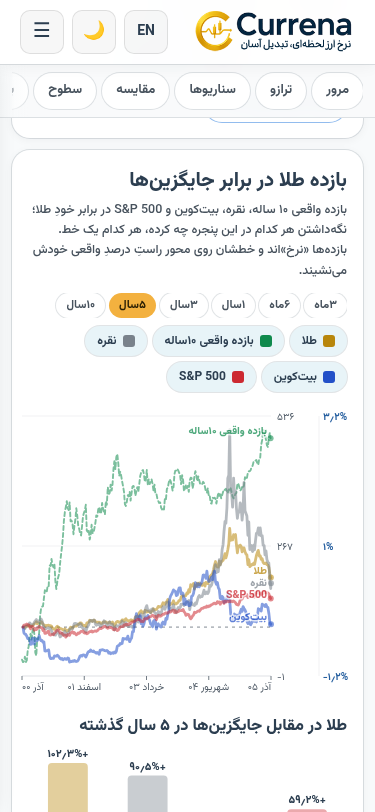 Currena
نرخ ارز لحظه‌ای، تبدیل آسان
EN
مرور
ترازو
سناریوها
مقایسه
سطوح
بازده طلا در برابر جایگزین‌ها
بازده واقعی ۱۰ ساله، نقره، بیت‌کوین و S&P 500 در برابر خودِ طلا؛
نگه‌داشتن هر کدام در این پنجره چه کرده، هر کدام یک خط.
بازده‌ها «نرخ»‌اند و خطشان روی محور راستِ درصدِ واقعی خودش
می‌نشیند.
۳ماه
۶ماه
۱سال
۳سال
۵سال
۱۰سال
طلا
بازده واقعی ۱۰ساله
نقره
بیت‌کوین
S&P 500
۵۳۶
۳٫۲%
بازده واقعی ۱۰ساله
۲۶۷
۱%
طلا
نقره
S&P 500
بیت‌کوین
-۱
-۱٫۲%
آذر ۰۰
اسفند ۰۱
خرداد ۰۳
شهریور ۰۴
آذر ۰۵
طلا در مقابل جایگزین‌ها در ۵ سال گذشته
+۱۰۲٫۳%
+۹۰٫۵%
+۵۹٫۲%